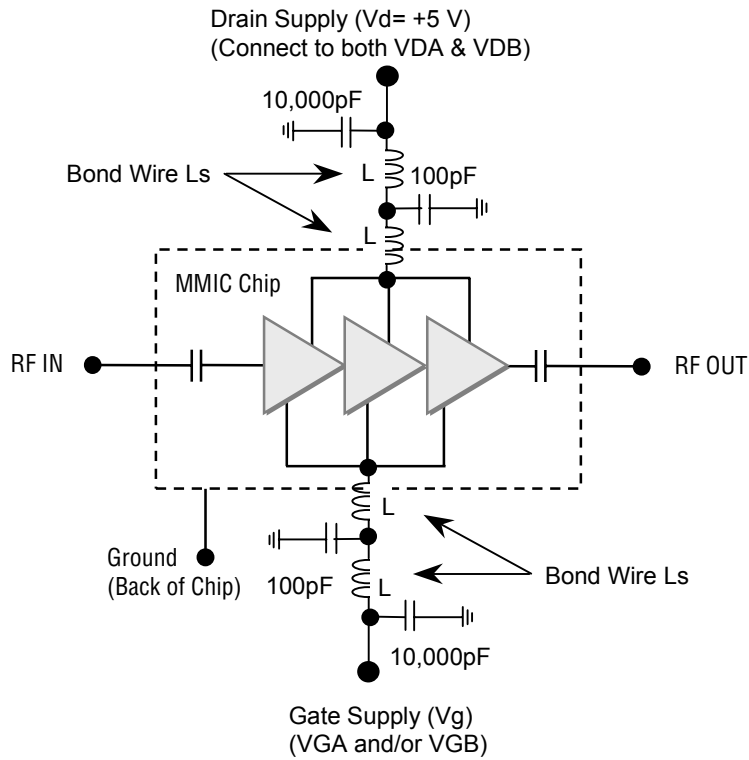 Drain Supply (Vd= +5 V)
(Connect to both VDA & VDB)
10,000pF
Bond Wire Ls
L
100pF
L
MMIC Chip
RF IN
RF OUT
L
Ground
(Back of Chip)
100pF
L
Bond Wire Ls
10,000pF
Gate Supply (Vg)
(VGA and/or VGB)